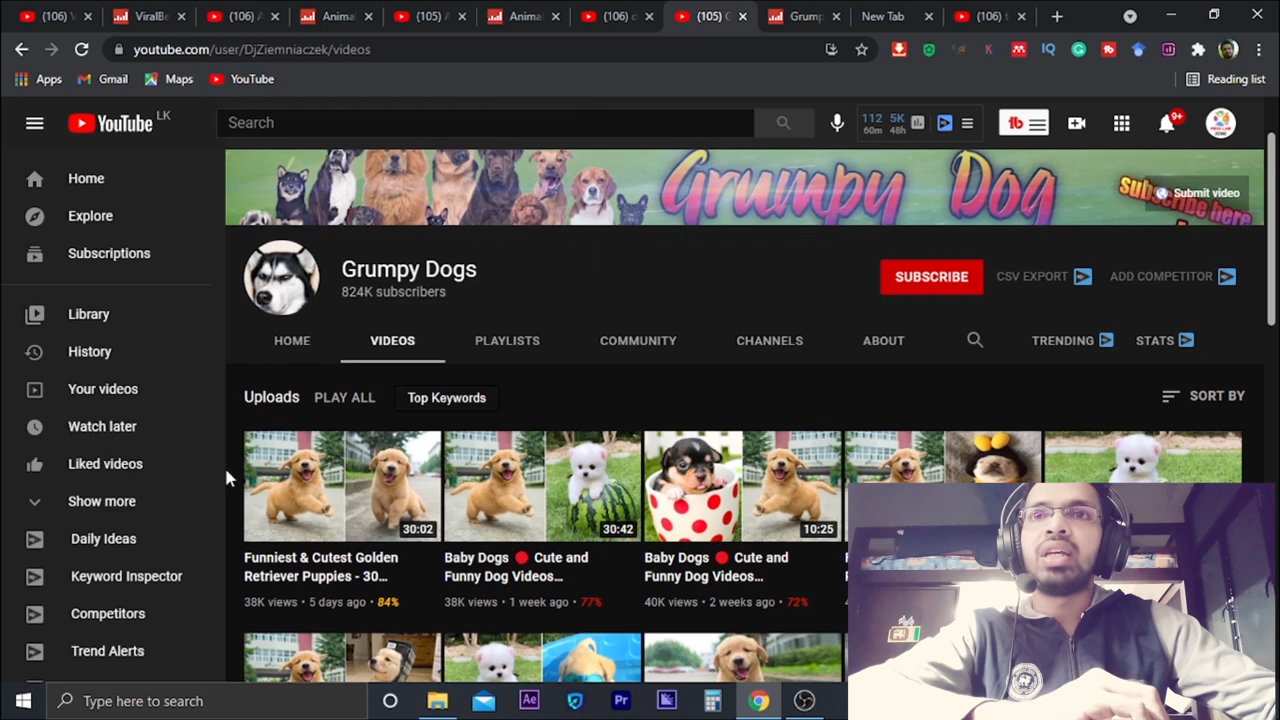 (106) V
ViralBe
(106) A
Anima
(105) A
Anima
(106) c
(105) G
Grump
New Tab
(106) t
youtube.com/user/DjZiemniaczek/videos
Apps
Gmail
Maps
YouTube
Reading list
YouTube LK
Search
112 5K
60m 48h
9+
Home
Explore
Subscriptions
Library
History
Your videos
Watch later
Liked videos
Show more
Daily Ideas
Keyword Inspector
Competitors
Trend Alerts
Grumpy Dog
subscribe here
Submit video
Grumpy Dogs
824K subscribers
SUBSCRIBE
CSV EXPORT
ADD COMPETITOR
HOME
VIDEOS
PLAYLISTS
COMMUNITY
CHANNELS
ABOUT
TRENDING
STATS
Uploads
PLAY ALL
Top Keywords
SORT BY
30:02
30:42
10:25
Funniest & Cutest Golden
Retriever Puppies - 30...
38K views • 5 days ago • 84%
Baby Dogs 🔴 Cute and
Funny Dog Videos...
38K views • 1 week ago • 77%
Baby Dogs 🔴 Cute and
Funny Dog Videos...
40K views • 2 weeks ago • 72%
Type here to search
Ae
Pr